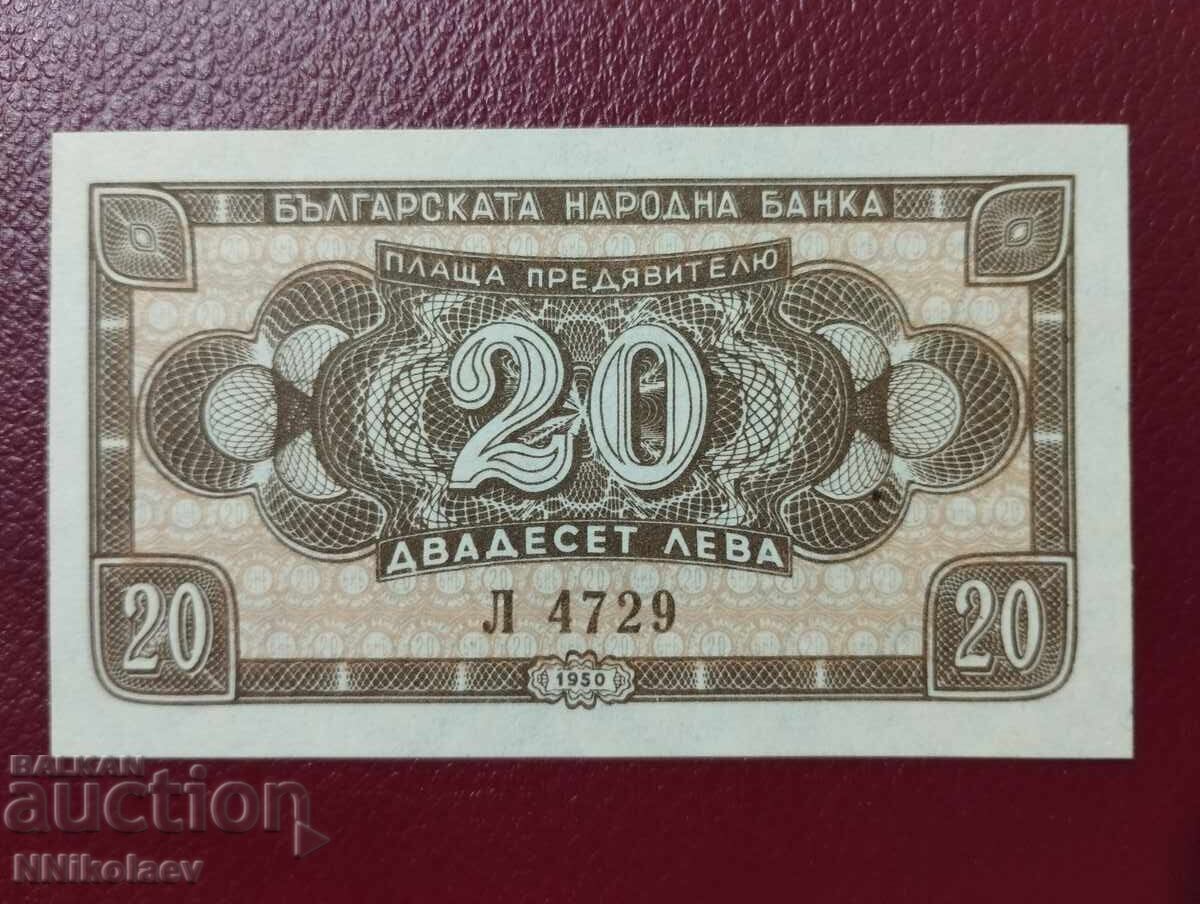 БЪЛГАРСКАТА НАРОДНА БАНКА
ПЛАЩА ПРЕДЯВИТЕЛЮ
20
ДВАДЕСЕТ ЛЕВА
Л 4729
20
20
1950
BALKAN
auction
NNikolaev